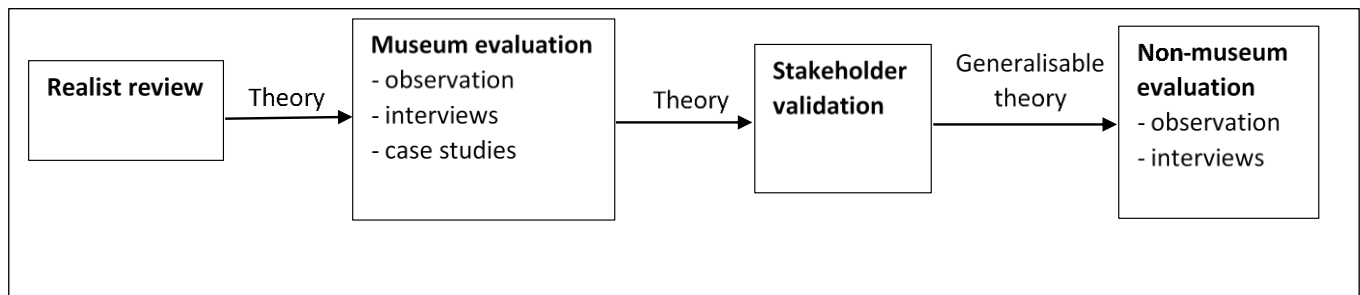 Realist review
Theory
Museum evaluation
- observation
- interviews
- case studies
Theory
Stakeholder
validation
Generalisable
theory
Non-museum
evaluation
- observation
- interviews